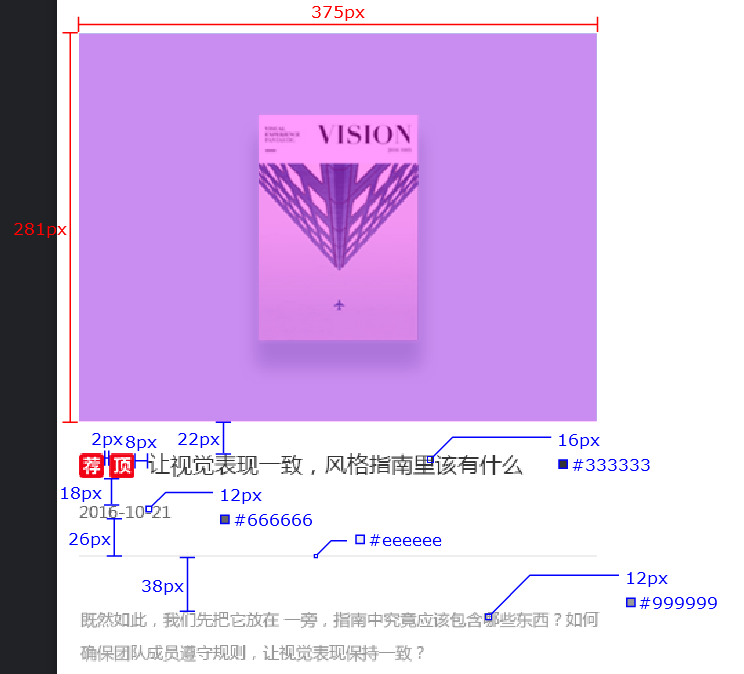 375px
VISION
281px
2px 8px 22px
16px
#333333
荐 顶 让视觉表现一致，风格指南里该有什么
18px
12px
2016-10-21
#666666
26px
#eeeeee
38px
12px
#999999
既然如此，我们先把它放在 一旁，指南中究竟应该包含哪些东西？如何
确保团队成员遵守规则，让视觉表现保持一致？